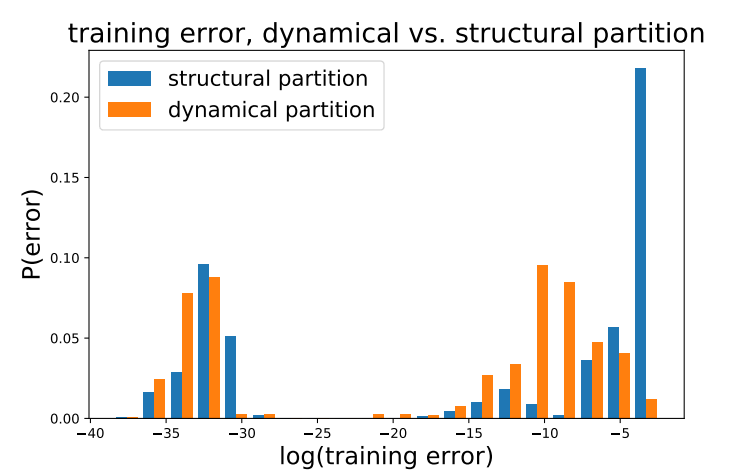 training error, dynamical vs. structural partition
structural partition
dynamical partition
P(error)
0.20
0.15
0.10
0.05
0.00
−40 −35 −30 −25 −20 −15 −10 −5
log(training error)